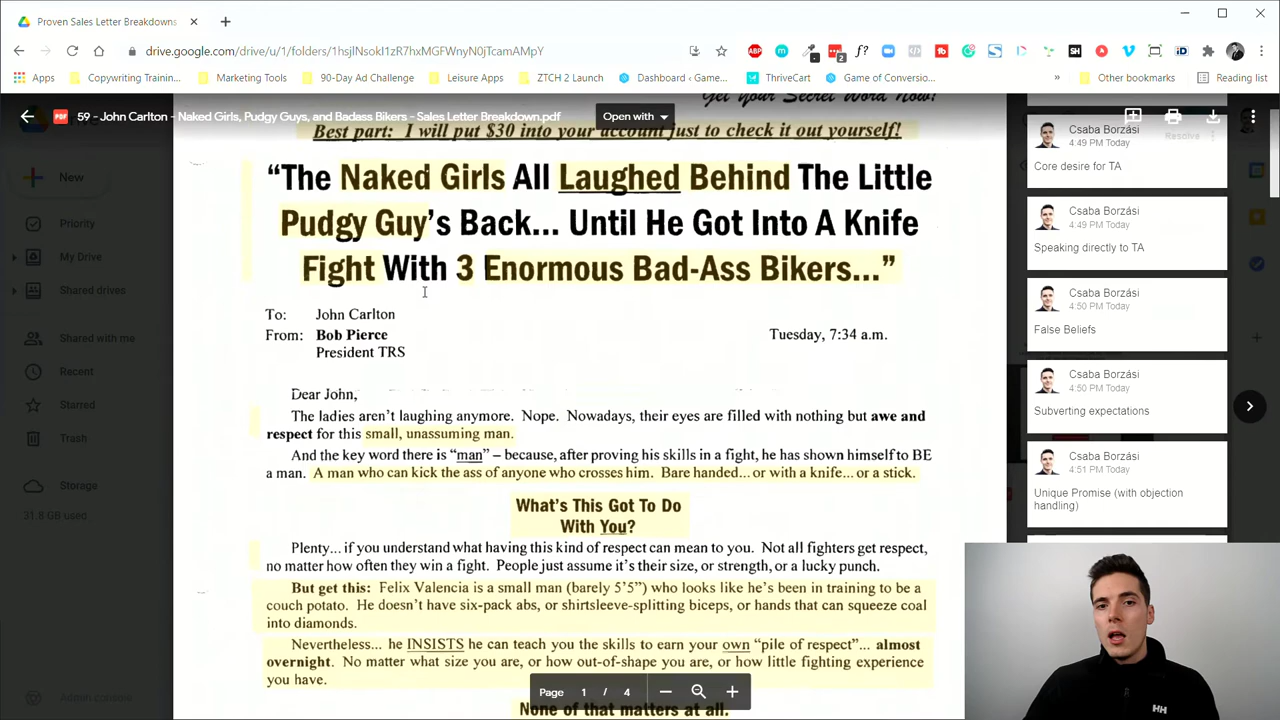 Proven Sales Letter Breakdowns
drive.google.com/drive/u/1/folders/1hsjlNsokI1zR7hxMGFWnyN0jTcamAMpY
Apps Copywriting Trainin... Marketing Tools 90-Day Ad Challenge Leisure Apps ZTCH 2 Launch Dashboard ‹ Game... ThriveCart Game of Conversio... » Other bookmarks Reading list
59 - John Carlton - Naked Girls, Pudgy Guys, and Badass Bikers - Sales Letter Breakdown.pdf
Open with
Get Your Secret Word Now!
Best part: I will put $30 into your account just to check it out yourself!
“The Naked Girls All Laughed Behind The Little
Pudgy Guy’s Back... Until He Got Into A Knife
Fight With 3 Enormous Bad-Ass Bikers...”
To: John Carlton
From: Bob Pierce
President TRS
Tuesday, 7:34 a.m.
Dear John,
The ladies aren’t laughing anymore. Nope. Nowadays, their eyes are filled with nothing but awe and
respect for this small, unassuming man.
And the key word there is “man” – because, after proving his skills in a fight, he has shown himself to BE
a man. A man who can kick the ass of anyone who crosses him. Bare handed... or with a knife... or a stick.
What’s This Got To Do
With You?
Plenty... if you understand what having this kind of respect can mean to you. Not all fighters get respect,
no matter how often they win a fight. People just assume it’s their size, or strength, or a lucky punch.
But get this: Felix Valencia is a small man (barely 5’5”) who looks like he’s been in training to be a
couch potato. He doesn’t have six-pack abs, or shirtsleeve-splitting biceps, or hands that can squeeze coal
into diamonds.
Nevertheless... he INSISTS he can teach you the skills to earn your own “pile of respect”... almost
overnight. No matter what size you are, or how out-of-shape you are, or how little fighting experience
you have.
None of that matters at all.
Page 1 / 4
New
Priority
My Drive
Shared drives
Shared with me
Recent
Starred
Trash
Storage
31.8 GB used
Admin console
Csaba Borzási
4:49 PM Today
Resolve
Core desire for TA
Csaba Borzási
4:49 PM Today
Speaking directly to TA
Csaba Borzási
4:50 PM Today
False Beliefs
Csaba Borzási
4:50 PM Today
Subverting expectations
Csaba Borzási
4:51 PM Today
Unique Promise (with objection
handling)
HH